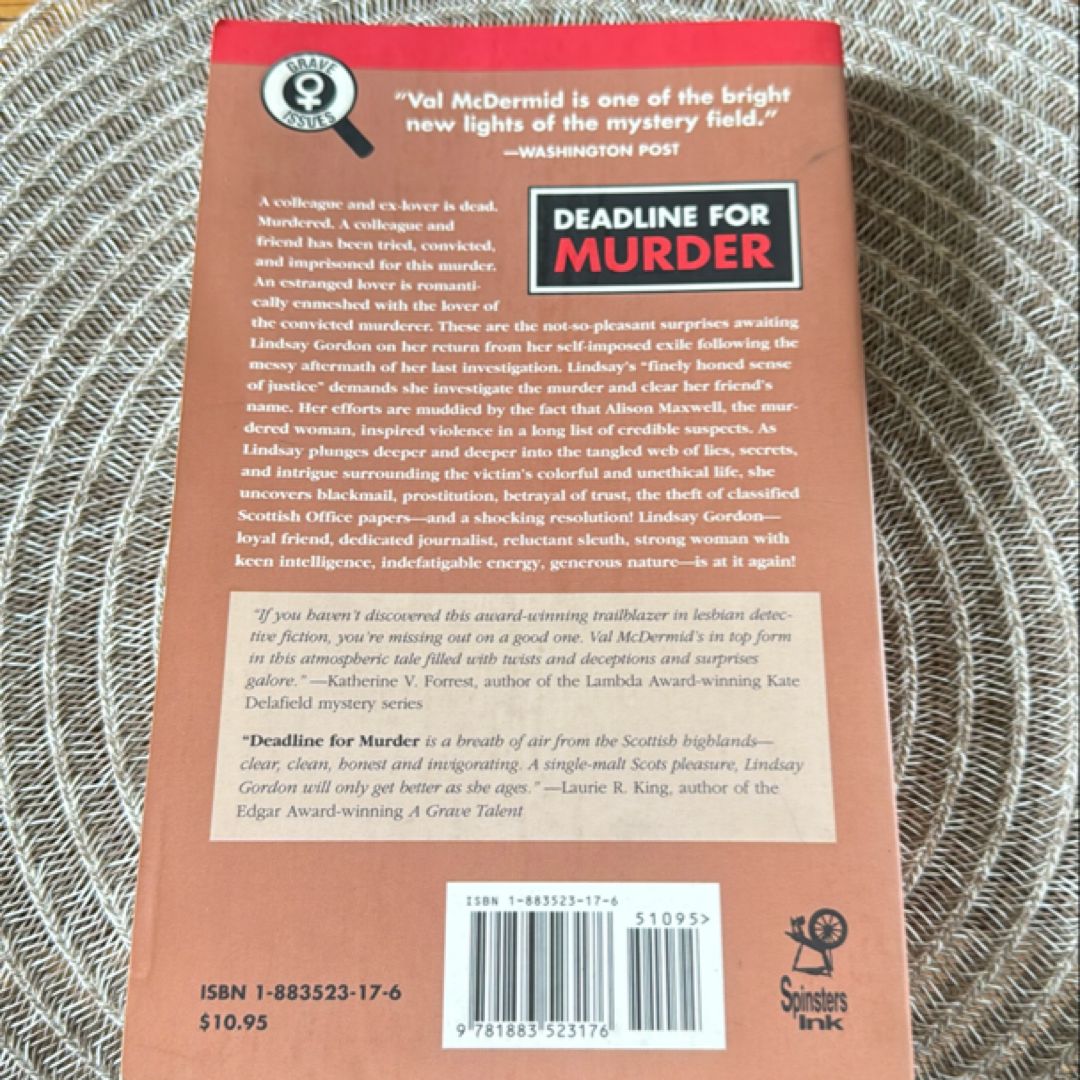 GRAVE
ISSUES
"Val McDermid is one of the bright
new lights of the mystery field."
—WASHINGTON POST
DEADLINE FOR
MURDER
A colleague and ex-lover is dead.
Murdered. A colleague and
friend has been tried, convicted,
and imprisoned for this murder.
An estranged lover is romanti-
cally enmeshed with the lover of
the convicted murderer. These are the not-so-pleasant surprises awaiting
Lindsay Gordon on her return from her self-imposed exile following the
messy aftermath of her last investigation. Lindsay's "finely honed sense
of justice" demands she investigate the murder and clear her friend's
name. Her efforts are muddied by the fact that Alison Maxwell, the mur-
dered woman, inspired violence in a long list of credible suspects. As
Lindsay plunges deeper and deeper into the tangled web of lies, secrets,
and intrigue surrounding the victim's colorful and unethical life, she
uncovers blackmail, prostitution, betrayal of trust, the theft of classified
Scottish Office papers—and a shocking resolution! Lindsay Gordon—
loyal friend, dedicated journalist, reluctant sleuth, strong woman with
keen intelligence, indefatigable energy, generous nature—is at it again!
"If you haven't discovered this award-winning trailblazer in lesbian detec-
tive fiction, you're missing out on a good one. Val McDermid's in top form
in this atmospheric tale filled with twists and deceptions and surprises
galore."—Katherine V. Forrest, author of the Lambda Award-winning Kate
Delafield mystery series
"Deadline for Murder is a breath of air from the Scottish highlands—
clear, clean, honest and invigorating. A single-malt Scots pleasure, Lindsay
Gordon will only get better as she ages."—Laurie R. King, author of the
Edgar Award-winning A Grave Talent
ISBN 1-883523-17-6
51095>
9 781883 523176
ISBN 1-883523-17-6
$10.95
Spinsters
Ink